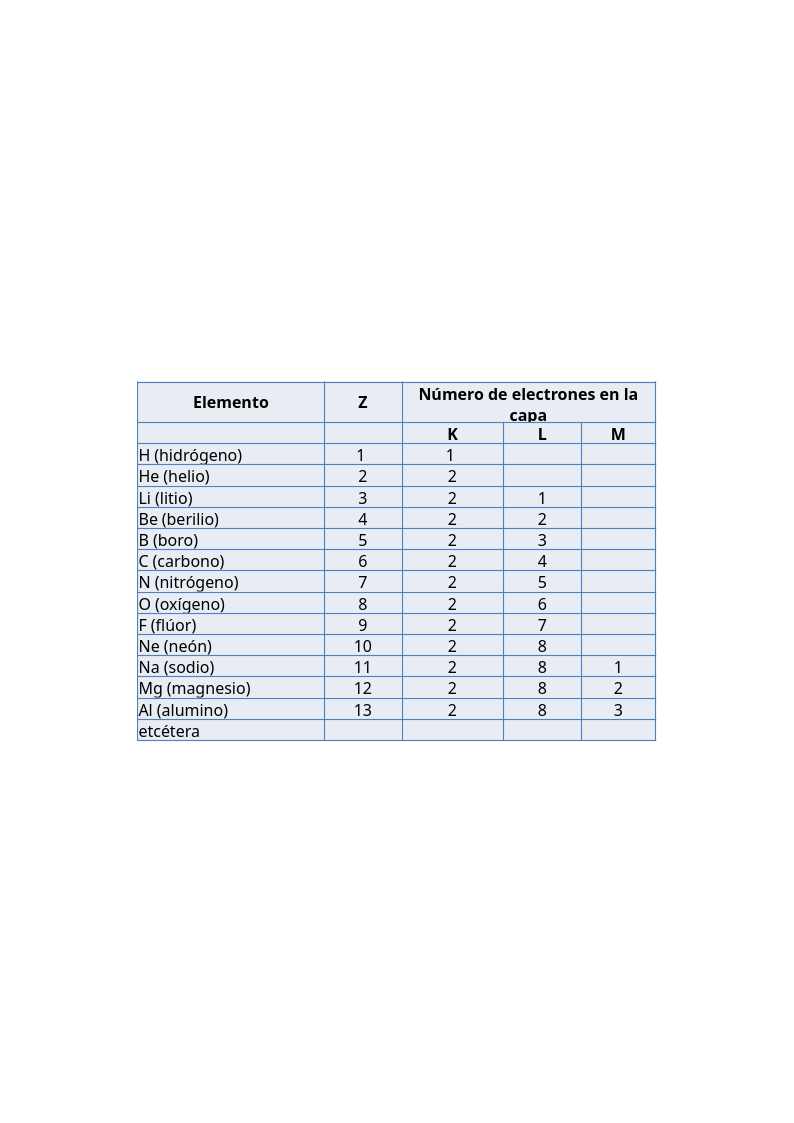 Elemento Z Número de electrones en la
capa
K L M
H (hidrógeno) 1 1
He (helio) 2 2
Li (litio) 3 2 1
Be (berilio) 4 2 2
B (boro) 5 2 3
C (carbono) 6 2 4
N (nitrógeno) 7 2 5
O (oxígeno) 8 2 6
F (flúor) 9 2 7
Ne (neón) 10 2 8
Na (sodio) 11 2 8 1
Mg (magnesio) 12 2 8 2
Al (alumino) 13 2 8 3
etcétera